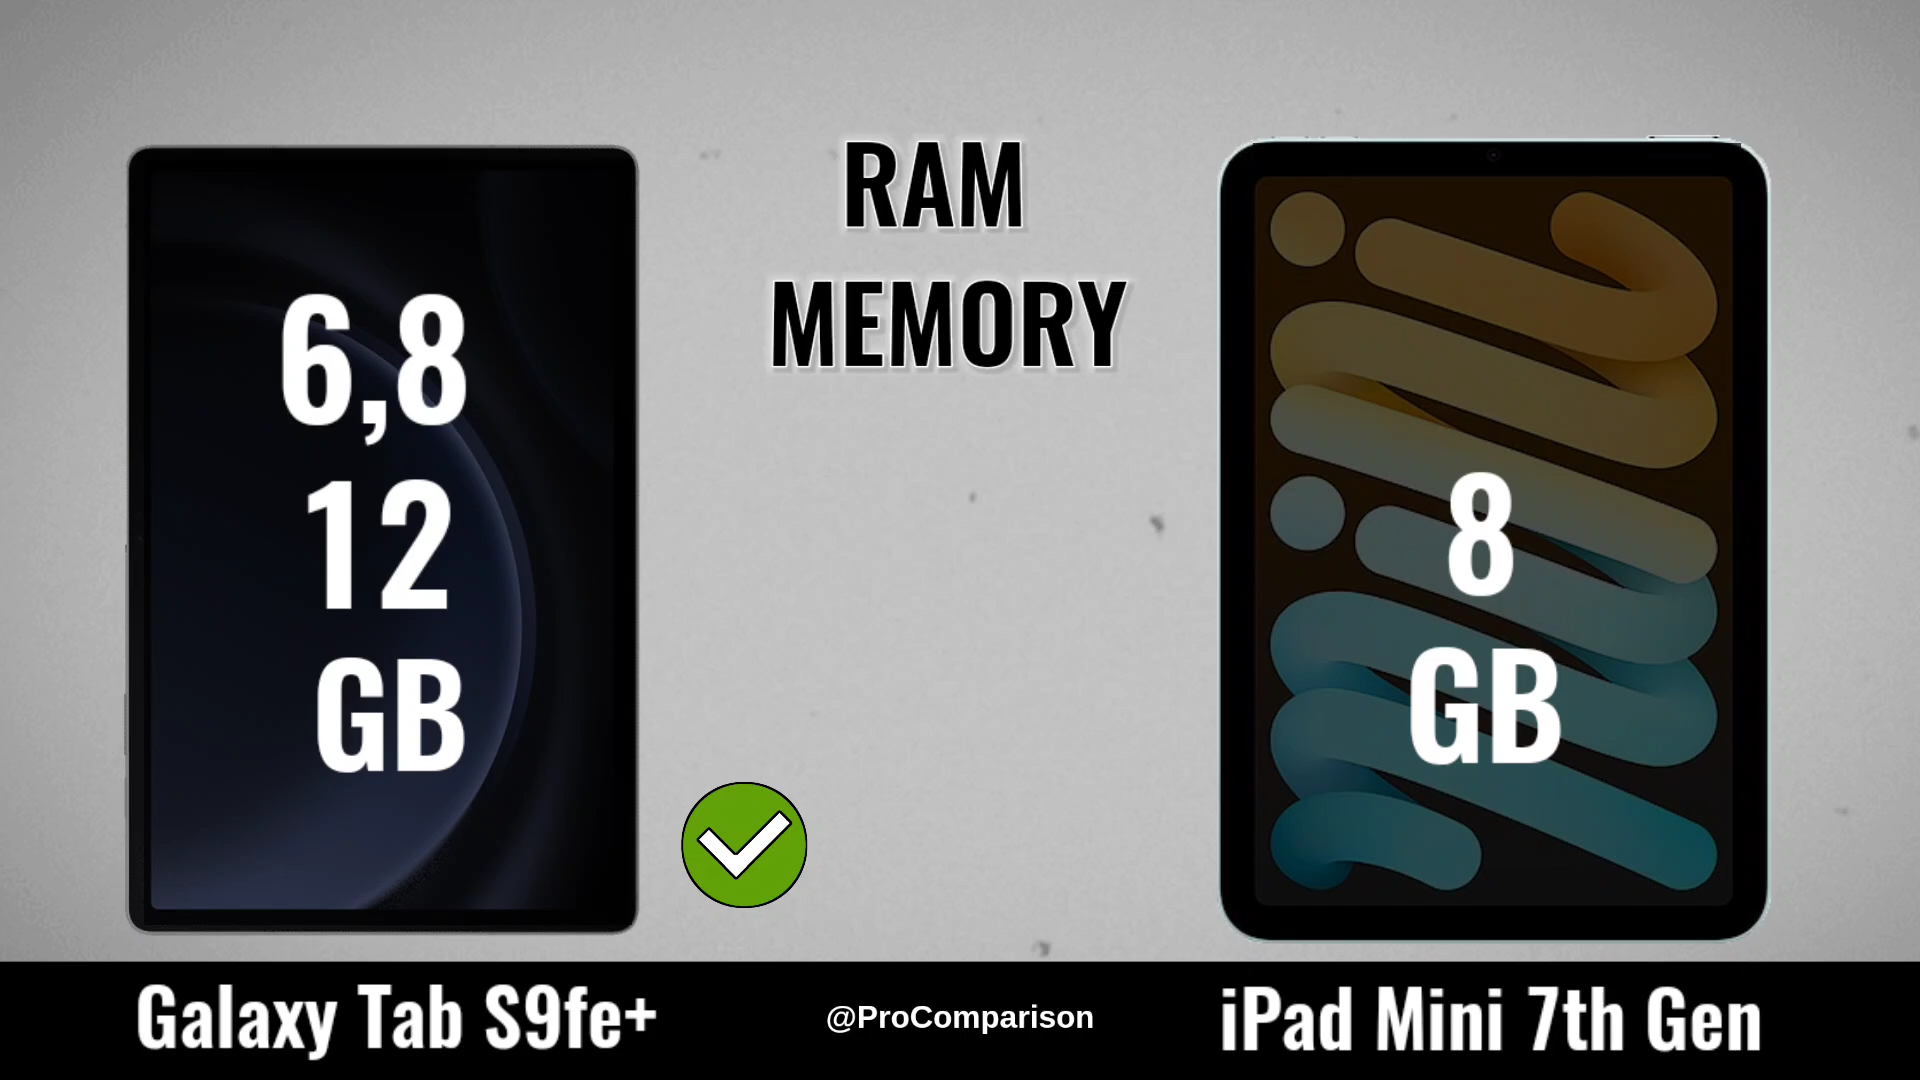 RAM
MEMORY
6,8
12
GB
8
GB
Galaxy Tab S9fe+
@ProComparison
iPad Mini 7th Gen